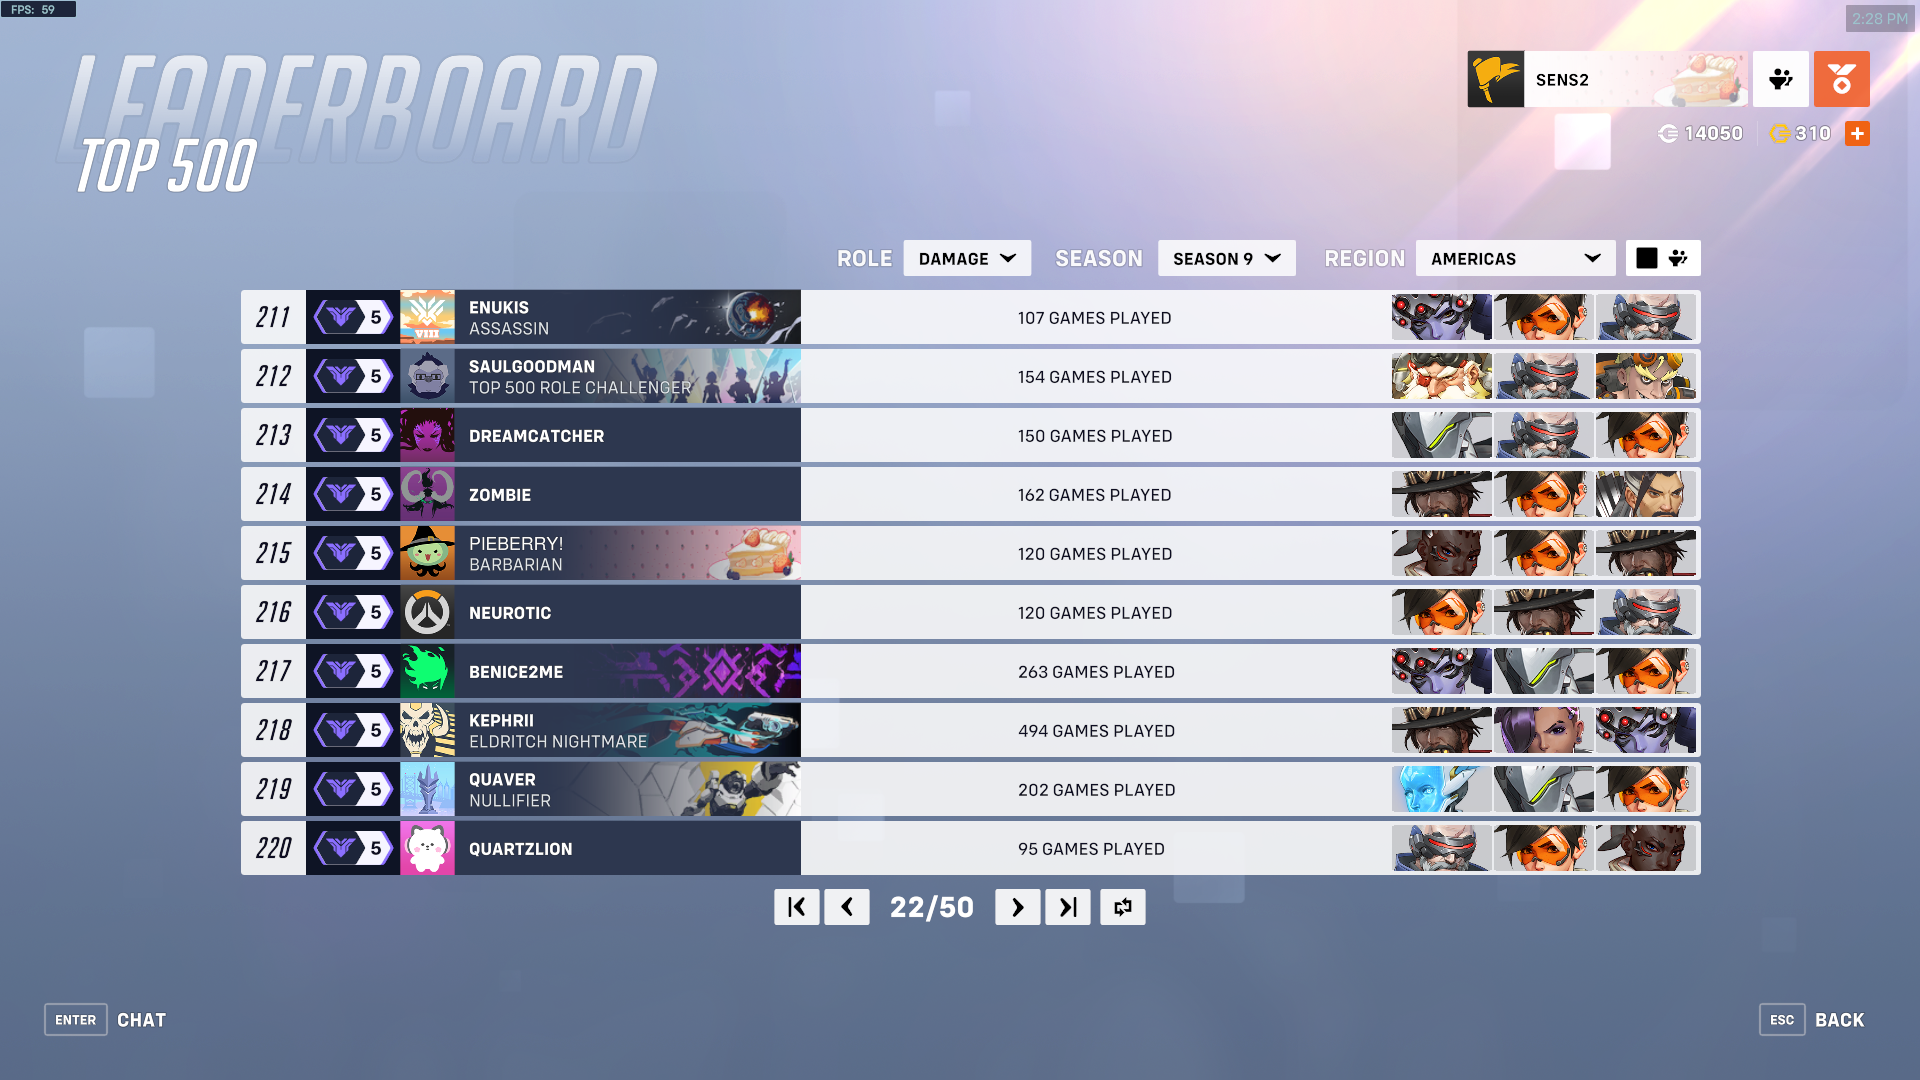 FPS: 59
2:28 PM
LEADERBOARD
TOP 500
SENS2
14050
310
ROLE DAMAGE SEASON SEASON 9 REGION AMERICAS
211 5 ENUKIS 107 GAMES PLAYED
ASSASSIN
VIII
212 5 SAULGOODMAN 154 GAMES PLAYED
TOP 500 ROLE CHALLENGER
213 5 DREAMCATCHER 150 GAMES PLAYED
214 5 ZOMBIE 162 GAMES PLAYED
215 5 PIEBERRY! 120 GAMES PLAYED
BARBARIAN
216 5 NEUROTIC 120 GAMES PLAYED
217 5 BENICE2ME 263 GAMES PLAYED
218 5 KEPHRII 494 GAMES PLAYED
ELDRITCH NIGHTMARE
219 5 QUAVER 202 GAMES PLAYED
NULLIFIER
220 5 QUARTZLION 95 GAMES PLAYED
22/50
ENTER CHAT
ESC BACK